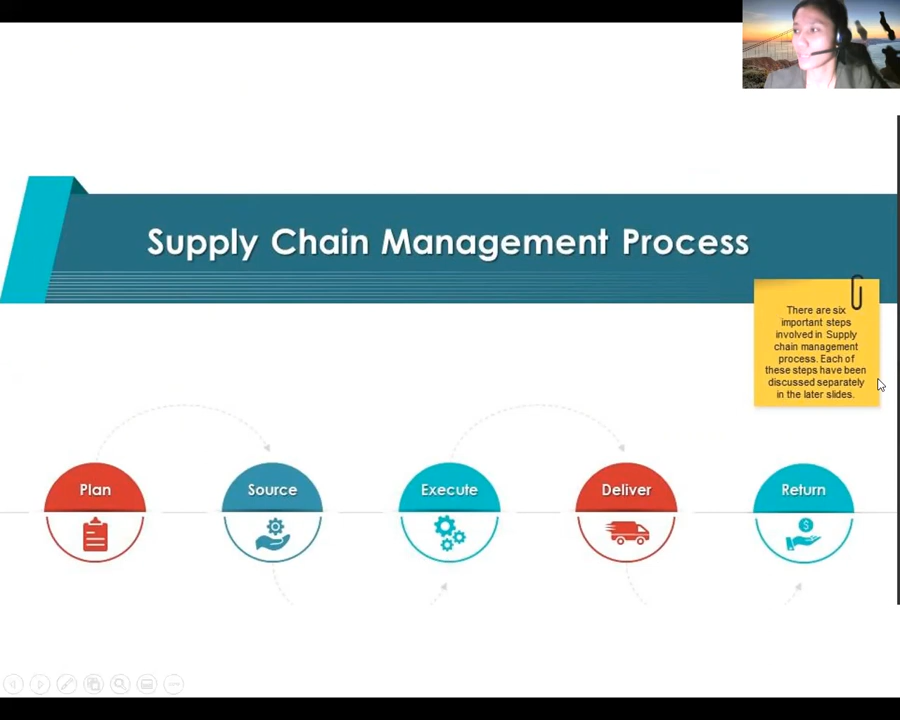 Supply Chain Management Process
There are six
important steps
involved in Supply
chain management
process. Each of
these steps have been
discussed separately
in the later slides.
Plan
Source
Execute
Deliver
Return
$